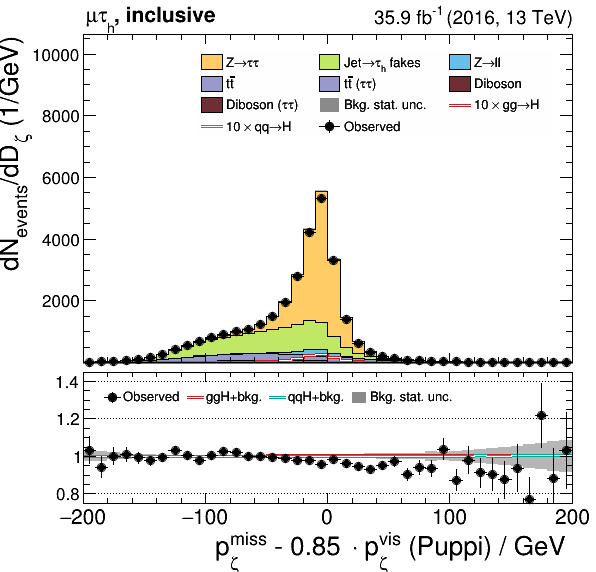 μτh, inclusive 35.9 fb⁻¹ (2016, 13 TeV)
dNevents/dDζ (1/GeV)
10000
8000
6000
4000
2000
Z→ττ Jet→τh fakes Z→ll
tt̄ tt̄ (ττ) Diboson
Diboson (ττ) Bkg. stat. unc. 10 × gg→H
10 × qq→H Observed
1.4
1.2
1
0.8
Observed ggH+bkg. qqH+bkg. Bkg. stat. unc.
−200 −100 0 100 200
pζmiss - 0.85 · pζvis (Puppi) / GeV